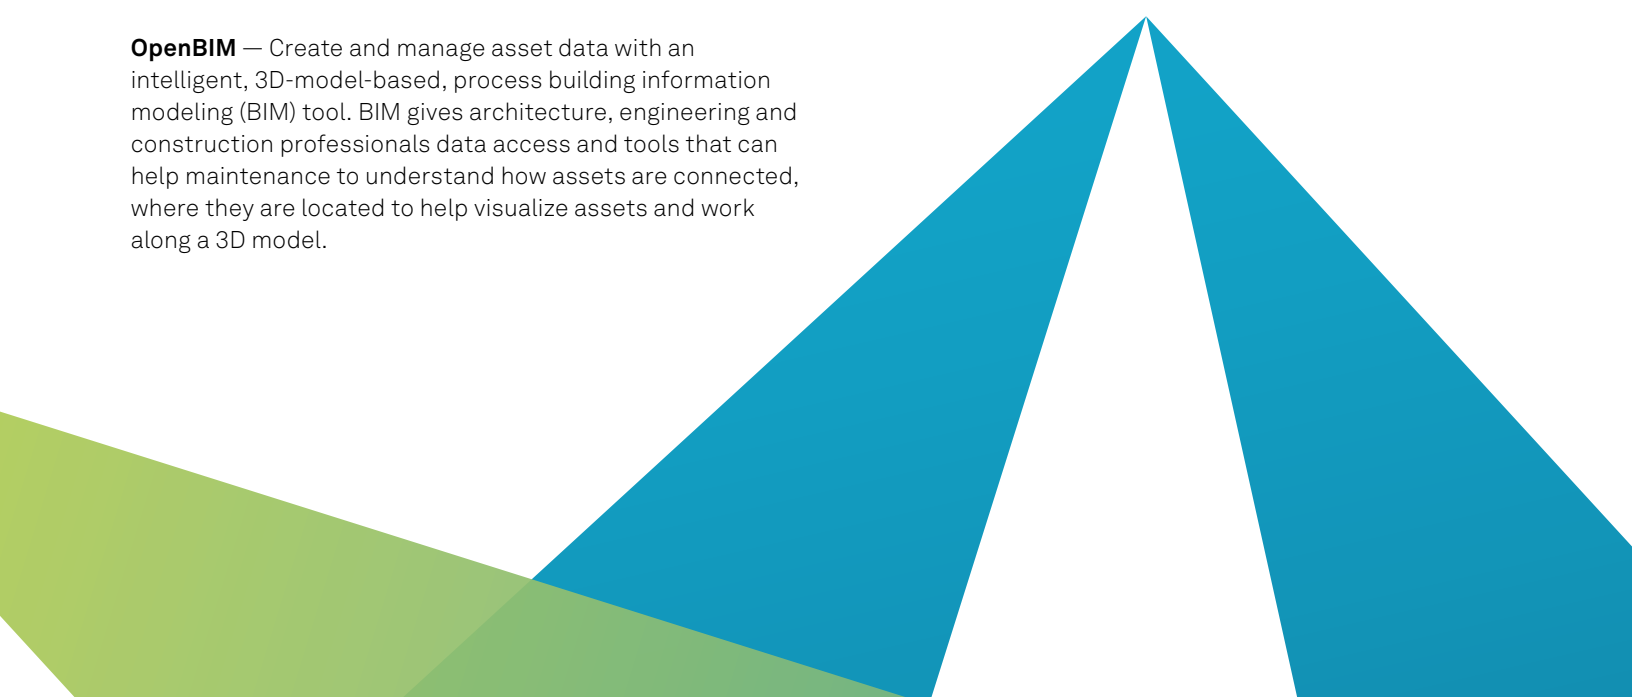 OpenBIM — Create and manage asset data with an
intelligent, 3D-model-based, process building information
modeling (BIM) tool. BIM gives architecture, engineering and
construction professionals data access and tools that can
help maintenance to understand how assets are connected,
where they are located to help visualize assets and work
along a 3D model.